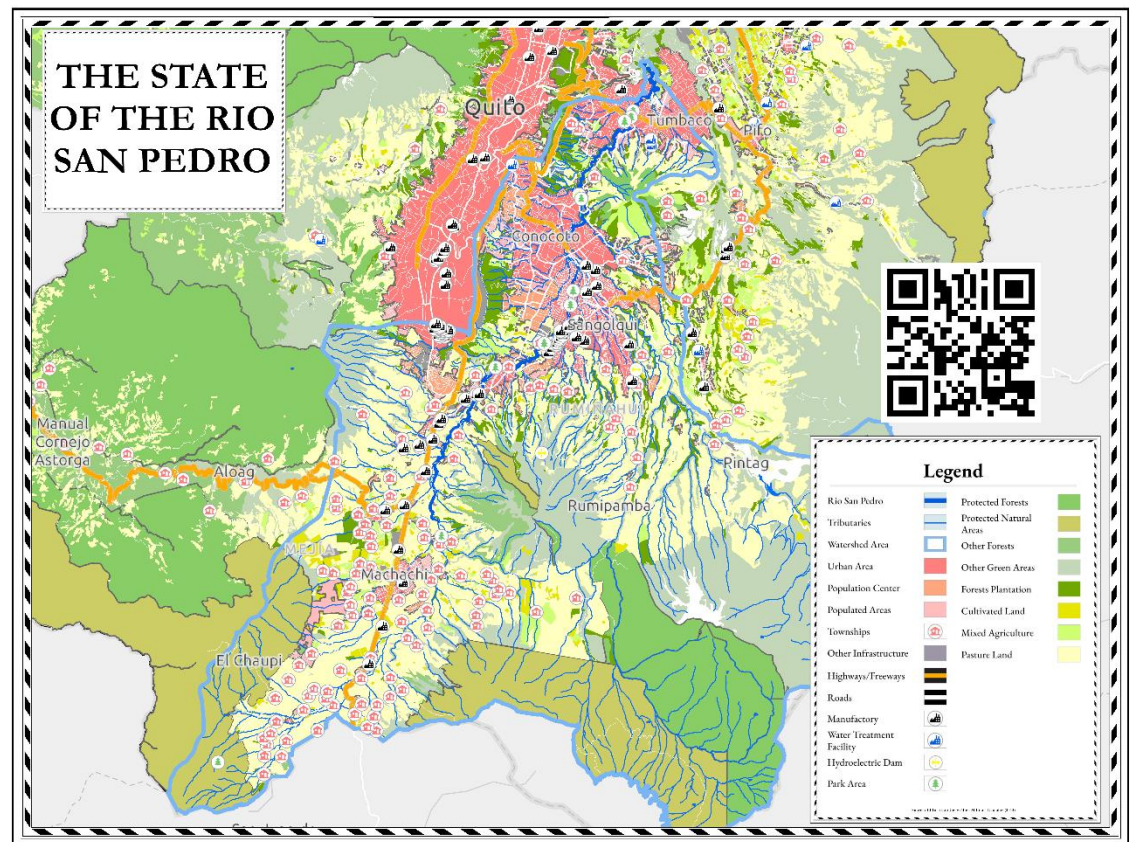 THE STATE
OF THE RIO
SAN PEDRO
Quito
Tumbaco
Pifo
Conocoto
Sangolqui
RUMIÑAHUI
Manual
Cornejo
Astorga
Aloag
Pintag
Rumipamba
MEJIA
Machachi
El Chaupi
Legend
Rio San Pedro
Tributaries
Watershed Area
Urban Area
Population Center
Populated Areas
Townships
Other Infrastructure
Highways/Freeways
Roads
Manufactory
Water Treatment
Facility
Hydroelectric Dam
Park Area
Protected Forests
Protected Natural
Areas
Other Forests
Other Green Areas
Forests Plantation
Cultivated Land
Mixed Agriculture
Pasture Land